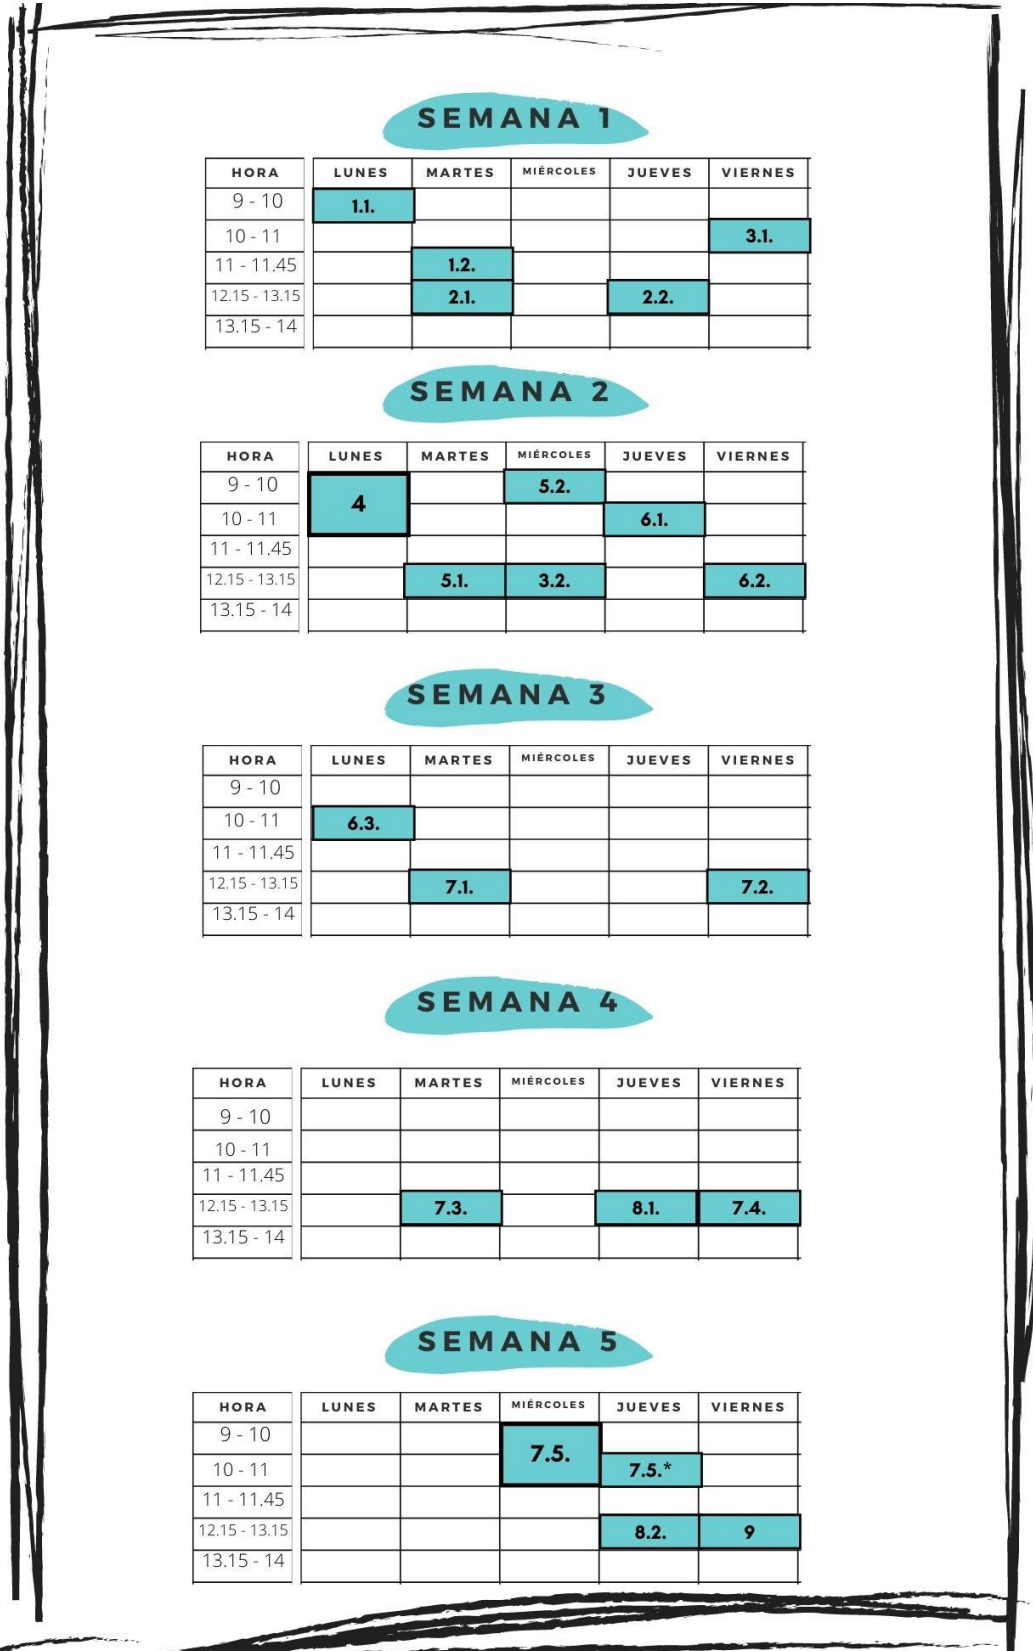 SEMANA 1
HORA LUNES MARTES MIÉRCOLES JUEVES VIERNES
9 - 10 1.1.
10 - 11 3.1.
11 - 11.45 1.2.
12.15 - 13.15 2.1. 2.2.
13.15 - 14
SEMANA 2
HORA LUNES MARTES MIÉRCOLES JUEVES VIERNES
9 - 10 4 5.2.
10 - 11 6.1.
11 - 11.45
12.15 - 13.15 5.1. 3.2. 6.2.
13.15 - 14
SEMANA 3
HORA LUNES MARTES MIÉRCOLES JUEVES VIERNES
9 - 10
10 - 11 6.3.
11 - 11.45
12.15 - 13.15 7.1. 7.2.
13.15 - 14
SEMANA 4
HORA LUNES MARTES MIÉRCOLES JUEVES VIERNES
9 - 10
10 - 11
11 - 11.45
12.15 - 13.15 7.3. 8.1. 7.4.
13.15 - 14
SEMANA 5
HORA LUNES MARTES MIÉRCOLES JUEVES VIERNES
9 - 10 7.5.
10 - 11 7.5.*
11 - 11.45
12.15 - 13.15 8.2. 9
13.15 - 14